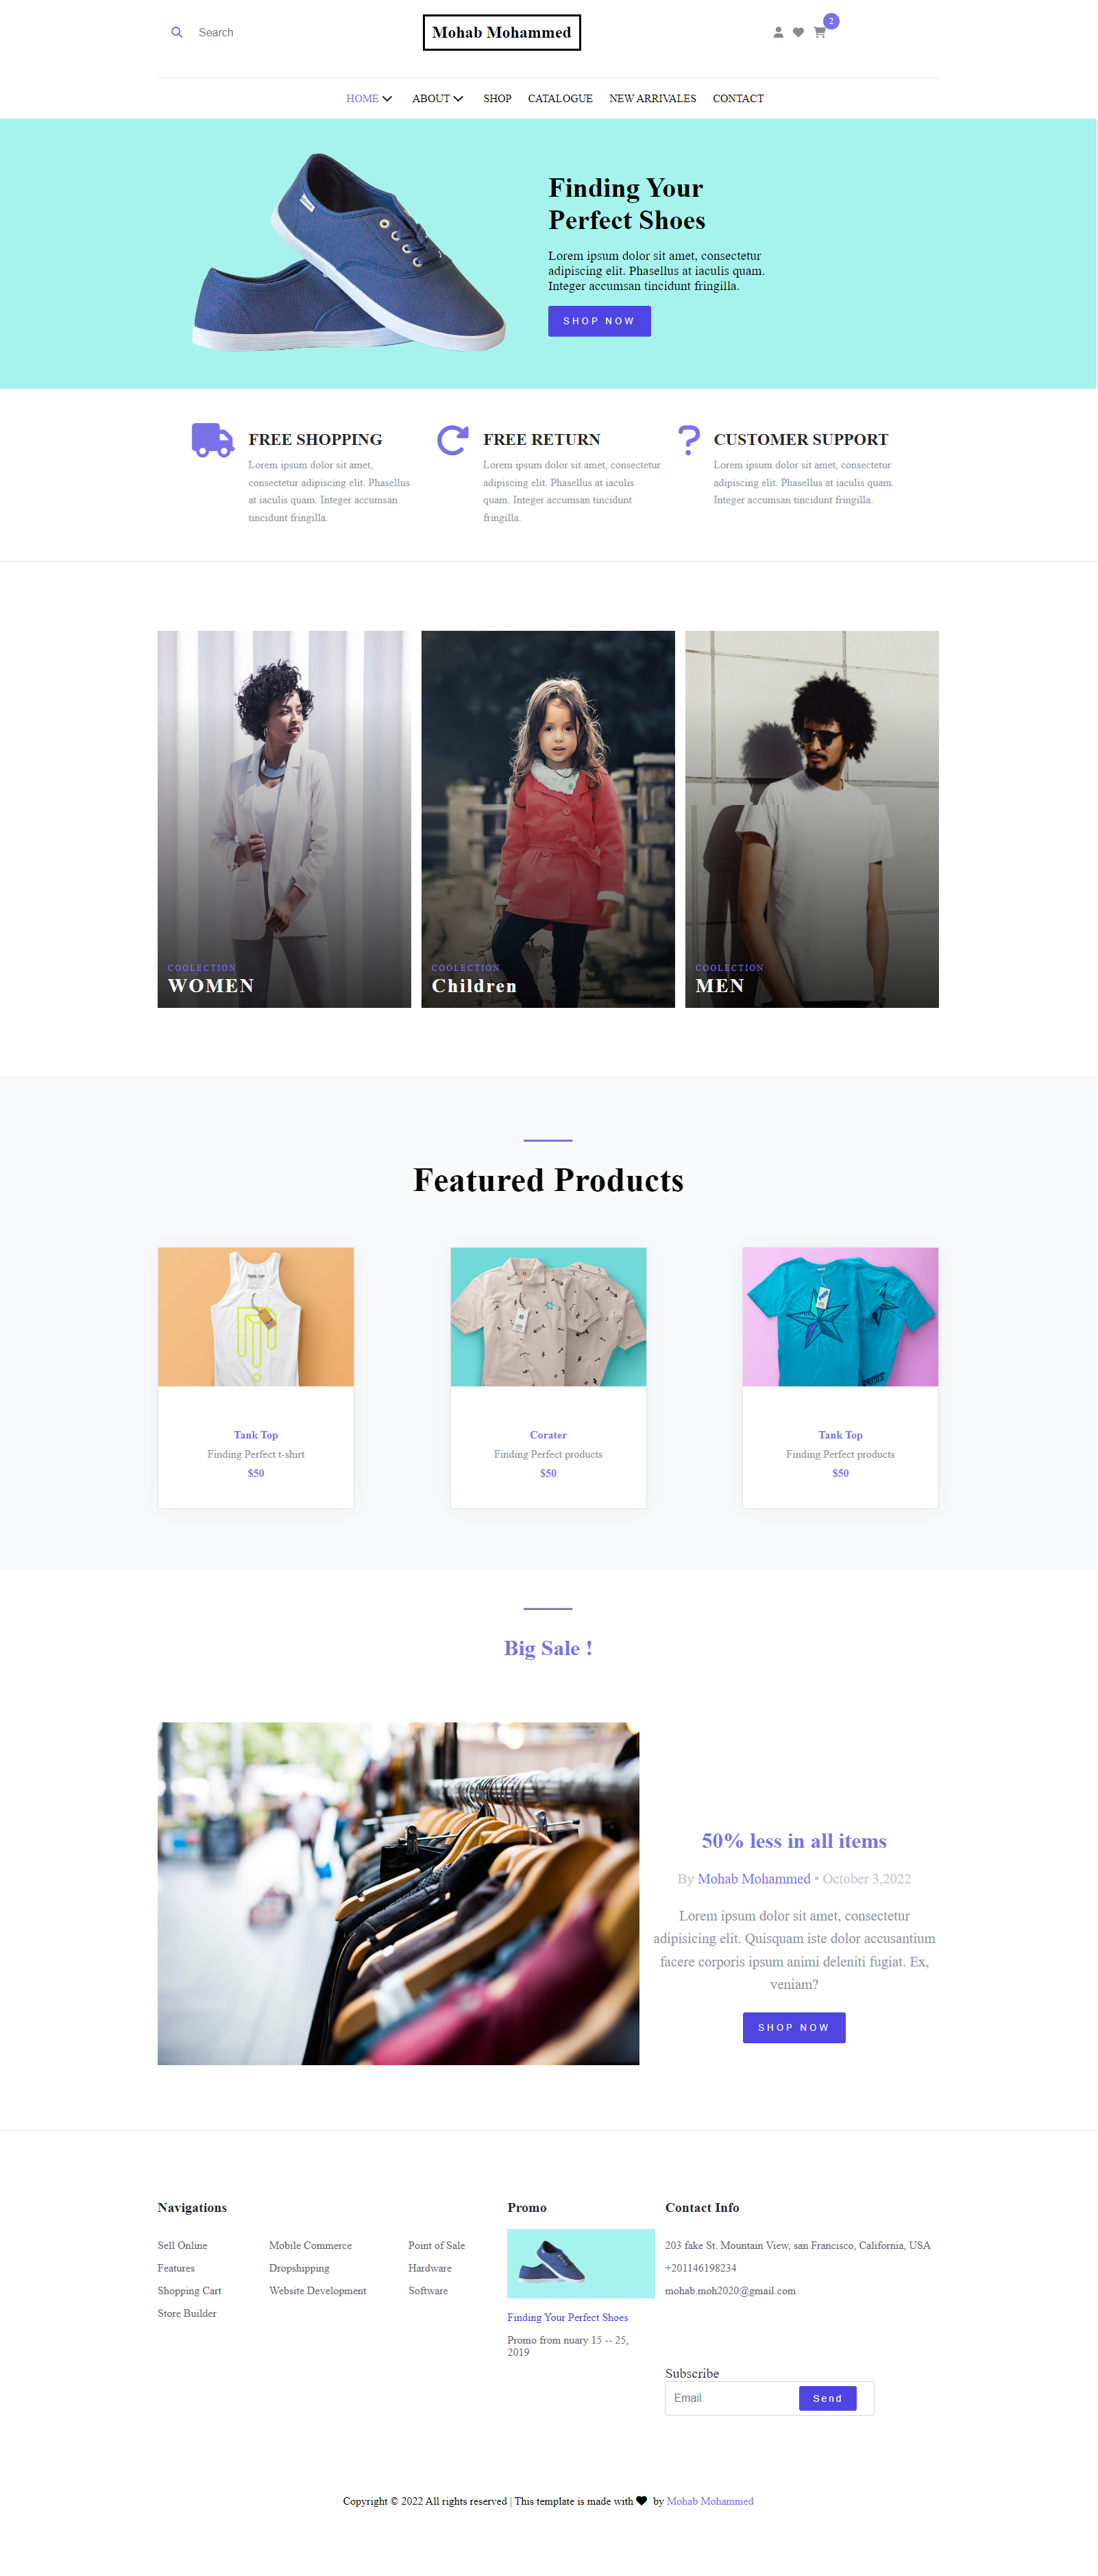 Search
Mohab Mohammed
2
HOME ABOUT SHOP CATALOGUE NEW ARRIVALES CONTACT
Finding Your
Perfect Shoes
Lorem ipsum dolor sit amet, consectetur
adipiscing elit. Phasellus at iaculis quam.
Integer accumsan tincidunt fringilla.
SHOP NOW
FREE SHOPPING
Lorem ipsum dolor sit amet,
consectetur adipiscing elit. Phasellus
at iaculis quam. Integer accumsan
tincidunt fringilla.
FREE RETURN
Lorem ipsum dolor sit amet, consectetur
adipiscing elit. Phasellus at iaculis
quam. Integer accumsan tincidunt
fringilla.
CUSTOMER SUPPORT
Lorem ipsum dolor sit amet, consectetur
adipiscing elit. Phasellus at iaculis quam.
Integer accumsan tincidunt fringilla.
COOLECTION
WOMEN
COOLECTION
Children
COOLECTION
MEN
Featured Products
TANK TOP
Tank Top
Finding Perfect t-shirt
$50
Corater
Finding Perfect products
$50
Tank Top
Finding Perfect products
$50
Big Sale !
50% less in all items
By Mohab Mohammed • October 3,2022
Lorem ipsum dolor sit amet, consectetur
adipisicing elit. Quisquam iste dolor accusantium
facere corporis ipsum animi deleniti fugiat. Ex,
veniam?
SHOP NOW
Navigations
Sell Online
Features
Shopping Cart
Store Builder
Mobile Commerce
Dropshipping
Website Development
Point of Sale
Hardware
Software
Promo
Finding Your Perfect Shoes
Promo from nuary 15 -- 25,
2019
Contact Info
203 fake St. Mountain View, san Francisco, California, USA
+201146198234
mohab.moh2020@gmail.com
Subscribe
Email
Send
Copyright © 2022 All rights reserved | This template is made with by Mohab Mohammed